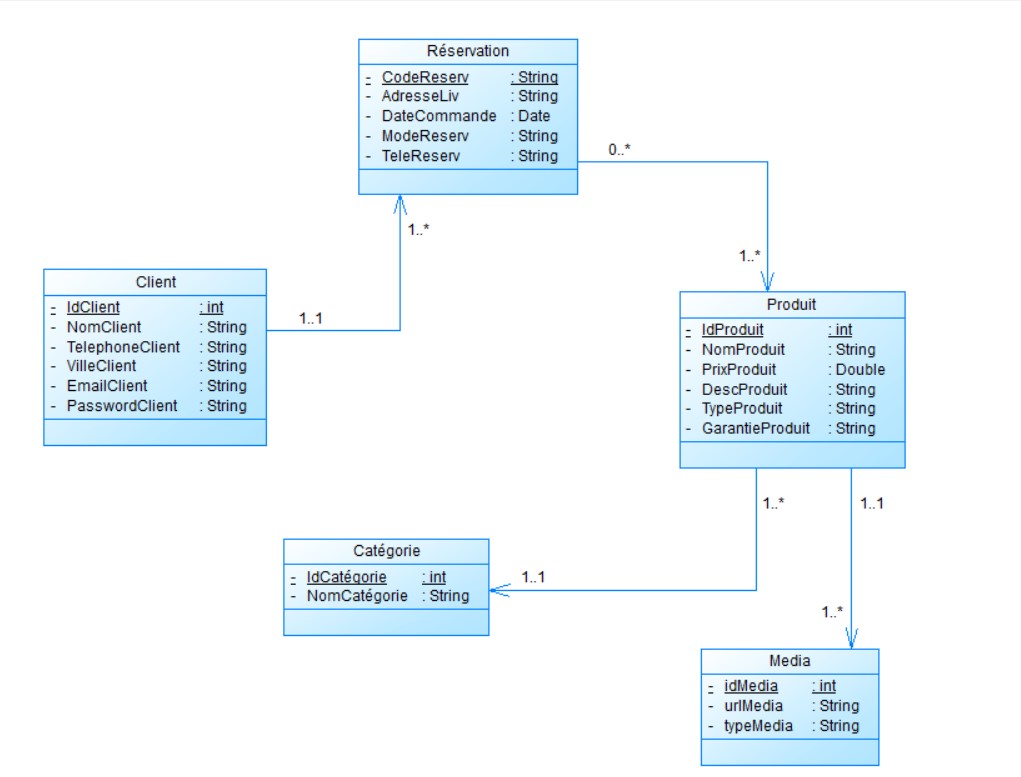 Réservation
- CodeReserv : String
- AdresseLiv : String
- DateCommande : Date
- ModeReserv : String
- TeleReserv : String
0..*
1..*
1..*
Client
- IdClient : int
- NomClient : String
- TelephoneClient : String
- VilleClient : String
- EmailClient : String
- PasswordClient : String
1..1
Produit
- IdProduit : int
- NomProduit : String
- PrixProduit : Double
- DescProduit : String
- TypeProduit : String
- GarantieProduit : String
1..*
1..1
Catégorie
- IdCatégorie : int
- NomCatégorie : String
1..1
1..*
Media
- idMedia : int
- urlMedia : String
- typeMedia : String